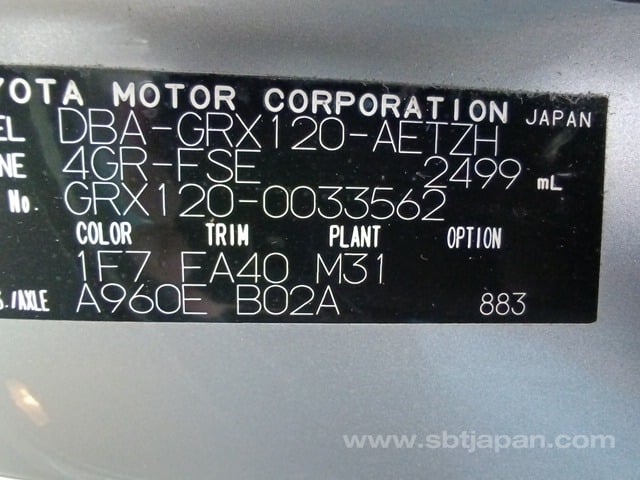 YOTA MOTOR CORPORATION JAPAN
EL DBA-GRX120-AETZH
NE 4GR-FSE 2499 mL
No. GRX120-0033562
COLOR TRIM PLANT OPTION
1F7 FA40 M31
S./AXLE A960E B02A 883
www.sbtjapan.com